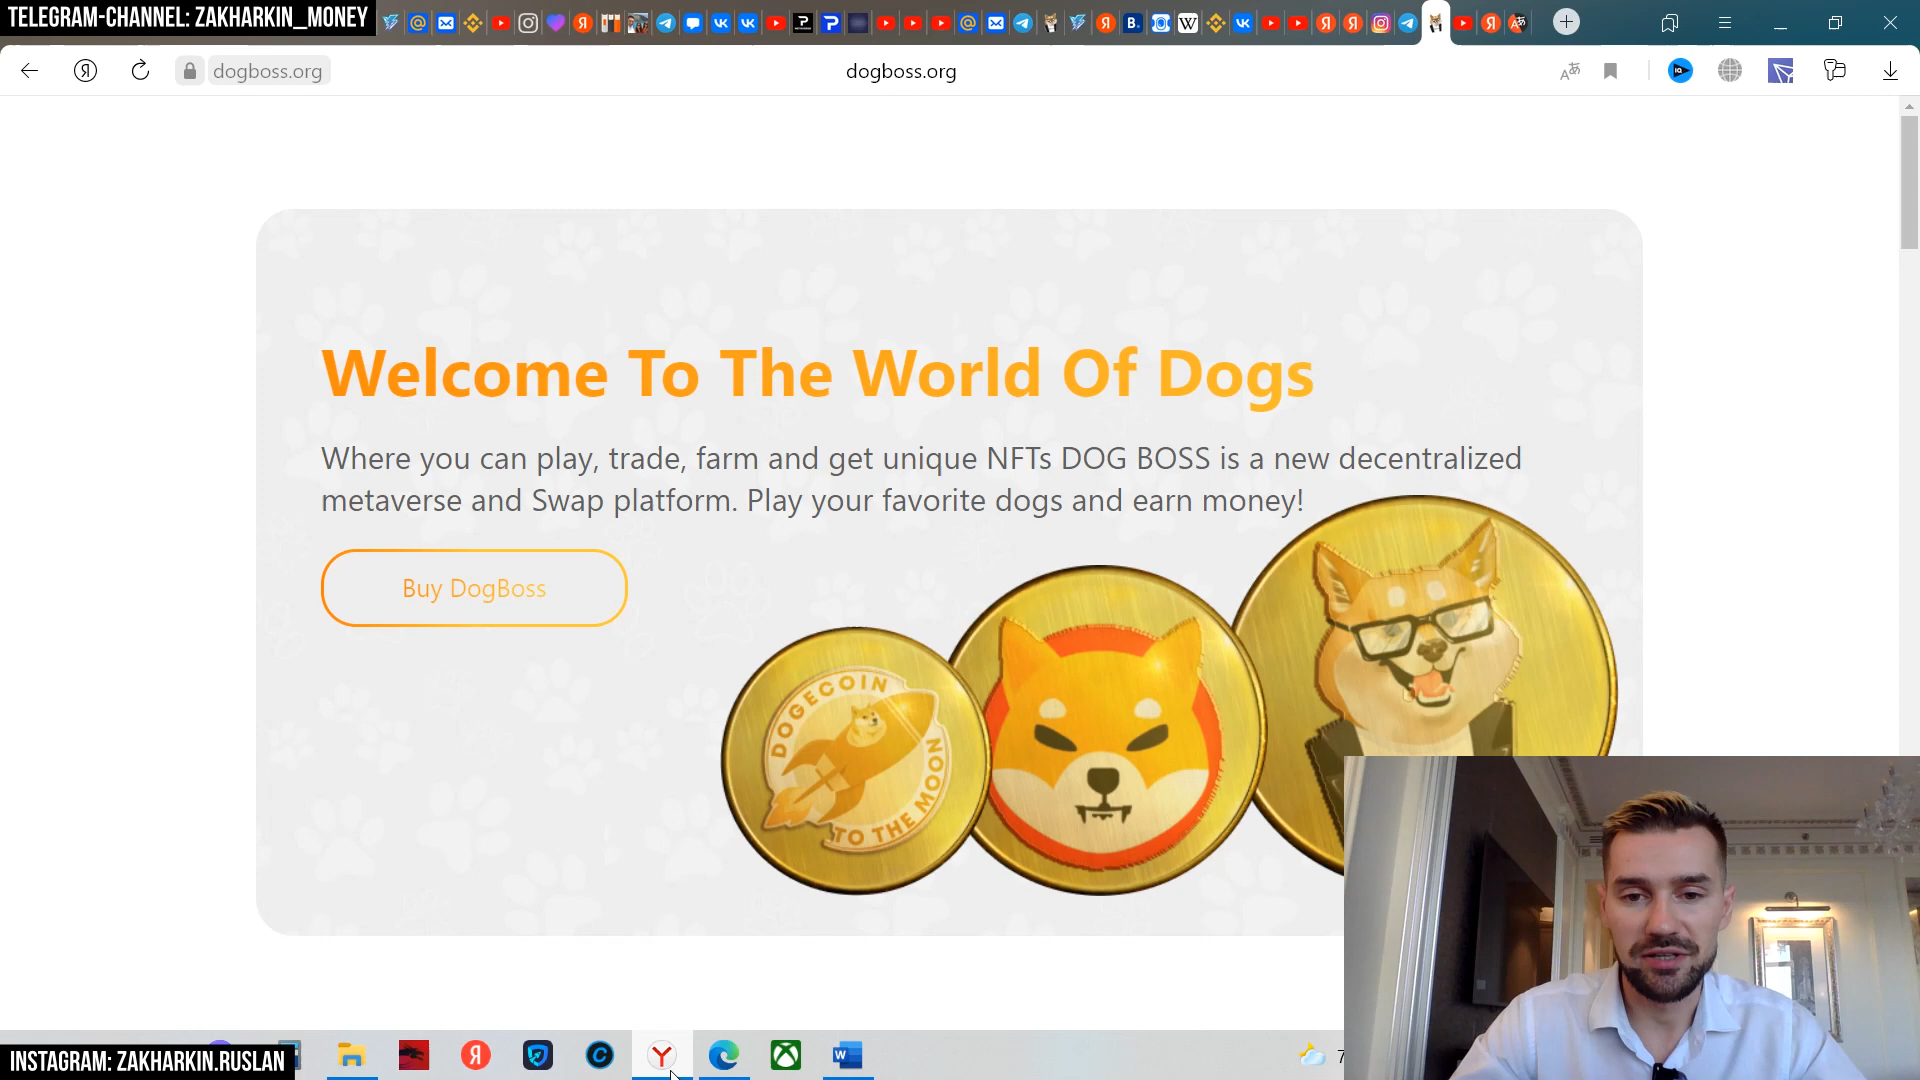 TELEGRAM-CHANNEL: ZAKHARKIN_MONEY
dogboss.org
dogboss.org
Welcome To The World Of Dogs
Where you can play, trade, farm and get unique NFTs DOG BOSS is a new decentralized
metaverse and Swap platform. Play your favorite dogs and earn money!
Buy DogBoss
DOGECOIN
TO THE MOON
INSTAGRAM: ZAKHARKIN.RUSLAN